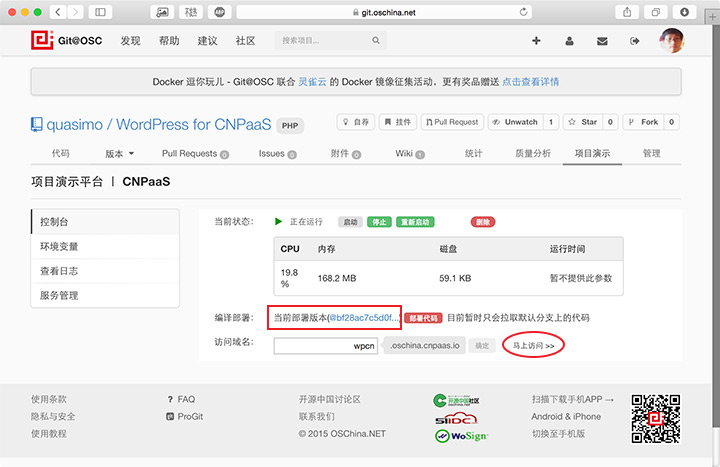 git.oschina.net
Git@OSC 发现 帮助 建议 社区 搜索项目...
Docker 逗你玩儿 - Git@OSC 联合 灵雀云 的 Docker 镜像征集活动，更有奖品赠送 点击查看详情
quasimo / WordPress for CNPaaS PHP 自荐 挂件 Pull Request Unwatch 1 Star 0 Fork 0
代码 版本 Pull Requests 0 Issues 0 附件 0 Wiki 1 统计 质量分析 项目演示 管理
项目演示平台 | CNPaaS
控制台
环境变量
查看日志
服务管理
当前状态: 正在运行 启动 停止 重新启动 删除
CPU 内存 磁盘 运行时间
19.8 % 168.2 MB 59.1 KB 暂不提供此参数
编译部署: 当前部署版本(@bf28ac7c5d0f...) 部署代码 目前暂时只会拉取默认分支上的代码
访问域名: wpcn .oschina.cnpaas.io 确定 马上访问 >>
使用条款 ? FAQ 开源中国讨论区 开源中国社区 扫描下载手机APP →
隐私与安全 ProGit 联系我们 SIIDC Android & iPhone
使用教程 © 2015 OSChina.NET WoSign 切换至手机版